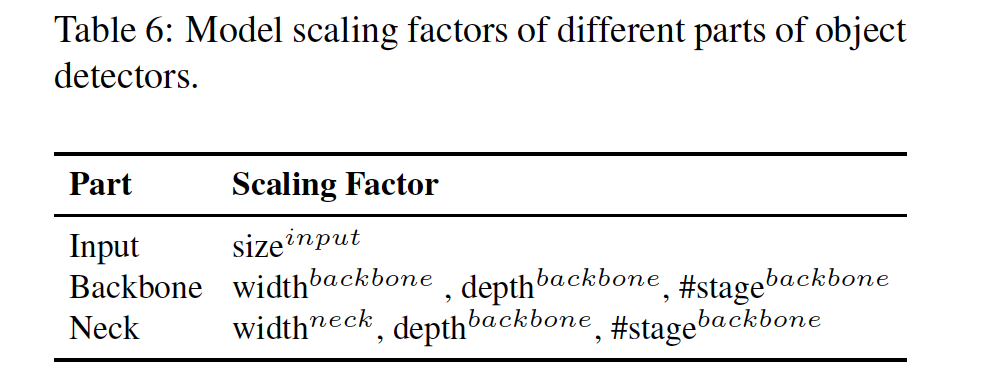 Table 6: Model scaling factors of different parts of object
detectors.
Part Scaling Factor
Input size^{input}
Backbone width^{backbone} , depth^{backbone}, #stage^{backbone}
Neck width^{neck}, depth^{backbone}, #stage^{backbone}